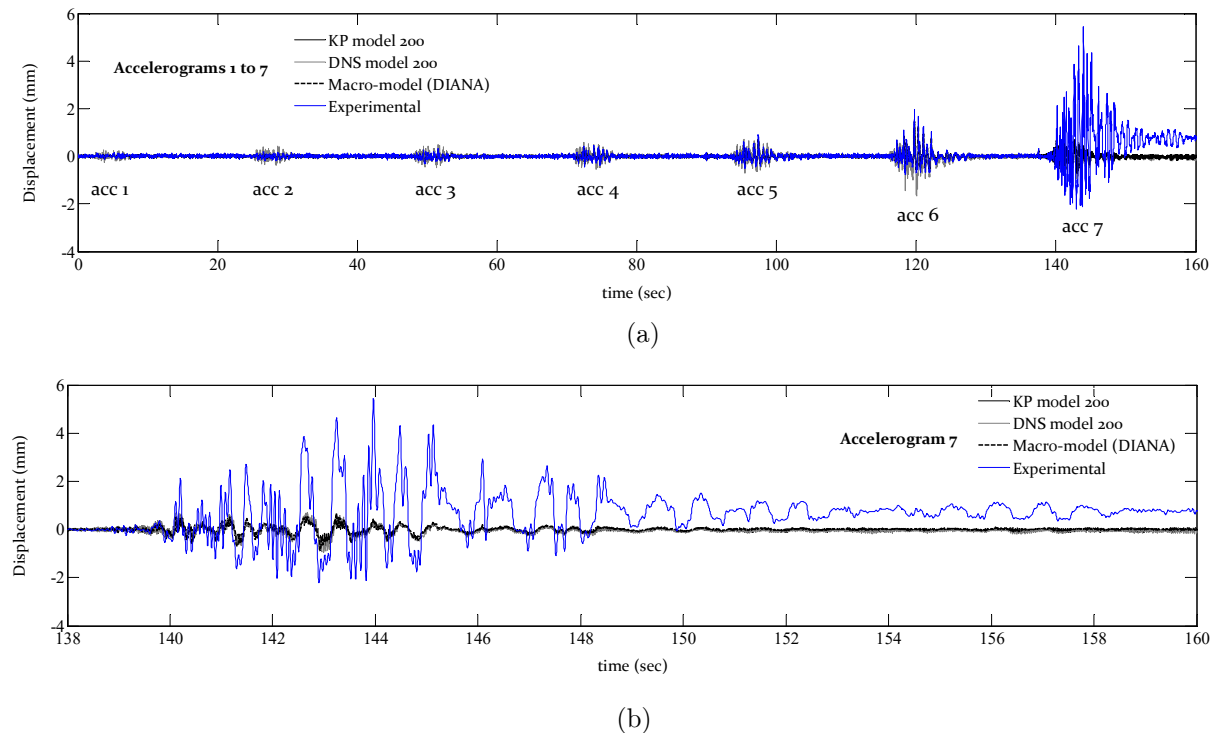 6
4
2
0
-2
-4
Displacement (mm)
KP model 200
DNS model 200
Macro-model (DIANA)
Experimental
Accelerograms 1 to 7
acc 1
acc 2
acc 3
acc 4
acc 5
acc 6
acc 7
0 20 40 60 80 100 120 140 160
time (sec)
(a)
6
4
2
0
-2
-4
Displacement (mm)
KP model 200
DNS model 200
Macro-model (DIANA)
Experimental
Accelerogram 7
138 140 142 143 144 146 148 150 152 154 156 158 160
time (sec)
(b)